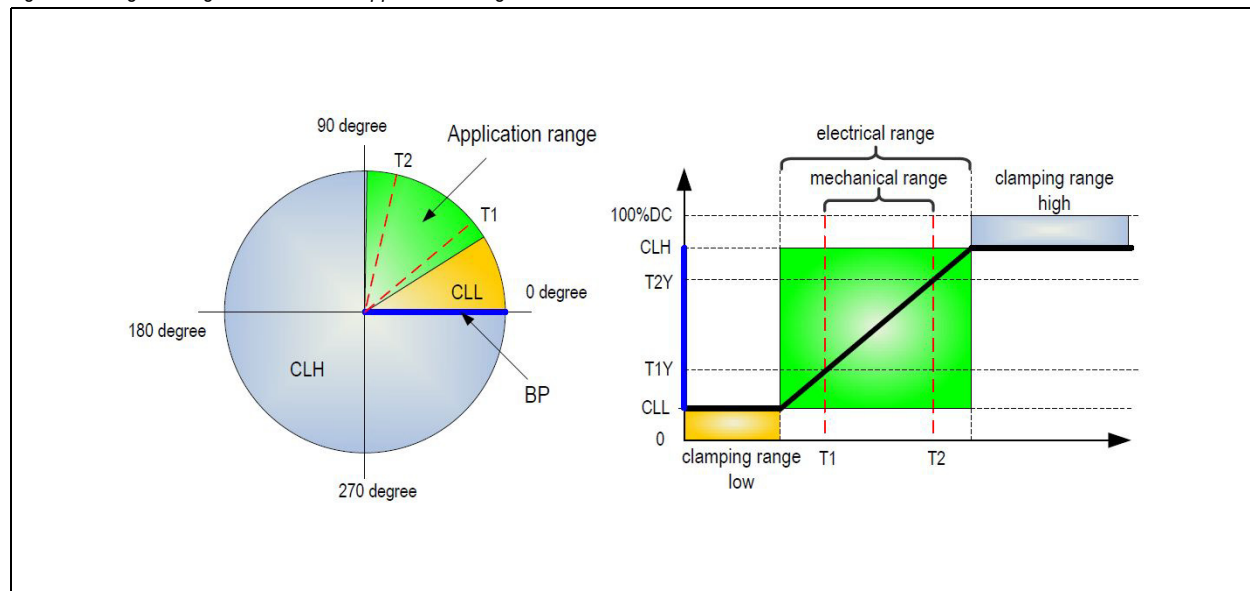 90 degree
Application range
T2
T1
CLL
0 degree
180 degree
CLH
BP
270 degree
electrical range
mechanical range
clamping range
high
100%DC
CLH
T2Y
T1Y
CLL
0
clamping range
low
T1
T2